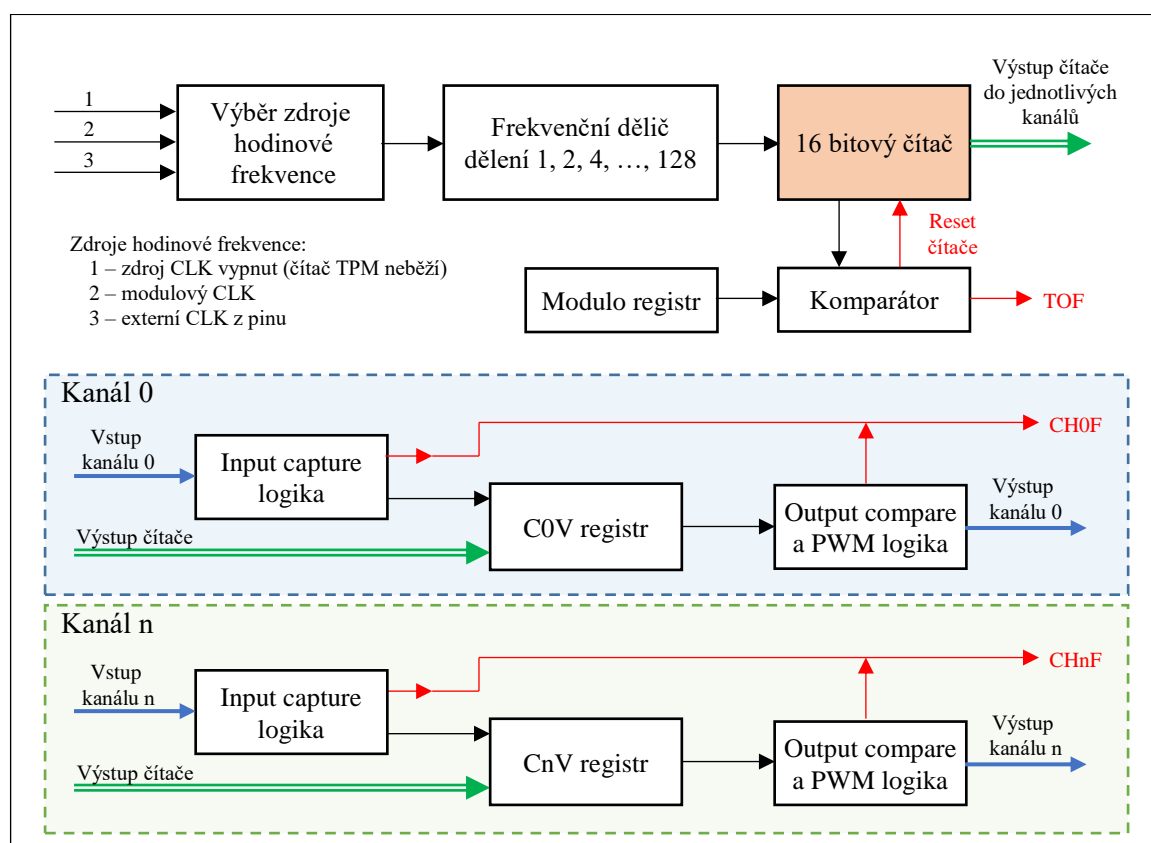 1
2
3
Výběr zdroje
hodinové
frekvence
Frekvenční dělič
dělení 1, 2, 4, …, 128
16 bitový čítač
Výstup čítače
do jednotlivých
kanálů
Reset
čítače
Zdroje hodinové frekvence:
1 – zdroj CLK vypnut (čítač TPM neběží)
2 – modulový CLK
3 – externí CLK z pinu
Modulo registr
Komparátor
TOF
Kanál 0
Vstup
kanálu 0
Input capture
logika
CH0F
Výstup čítače
C0V registr
Output compare
a PWM logika
Výstup
kanálu 0
Kanál n
Vstup
kanálu n
Input capture
logika
CHnF
Výstup čítače
CnV registr
Output compare
a PWM logika
Výstup
kanálu n